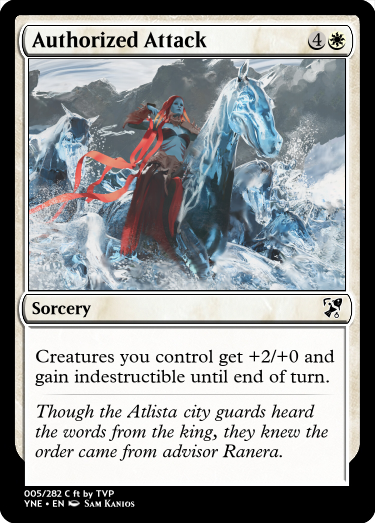 Authorized Attack 4
Sorcery
Creatures you control get +2/+0 and
gain indestructible until end of turn.
Though the Atlista city guards heard
the words from the king, they knew the
order came from advisor Ranera.
005/282 C ft by TVP
YNE • EN Sam Kanios